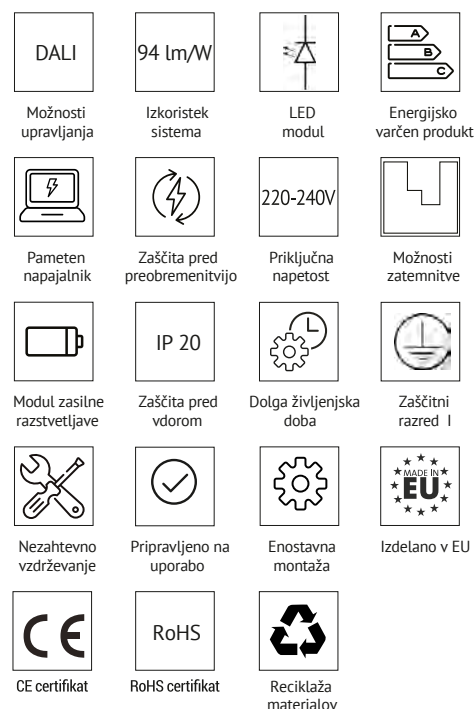 DALI
94 lm/W
A
B
C
Možnosti
upravljanja
Izkoristek
sistema
LED
modul
Energijsko
varčen produkt
220-240V
Pameten
napajalnik
Zaščita pred
preobremenitvijo
Priključna
napetost
Možnosti
zatemnitve
IP 20
Modul zasilne
razstvetljave
Zaščita pred
vdorom
Dolga življenjska
doba
Zaščitni
razred I
MADE IN
EU
Nezahtevno
vzdrževanje
Pripravljeno na
uporabo
Enostavna
montaža
Izdelano v EU
CE
RoHS
CE certifikat
RoHS certifikat
Reciklaža
materialov